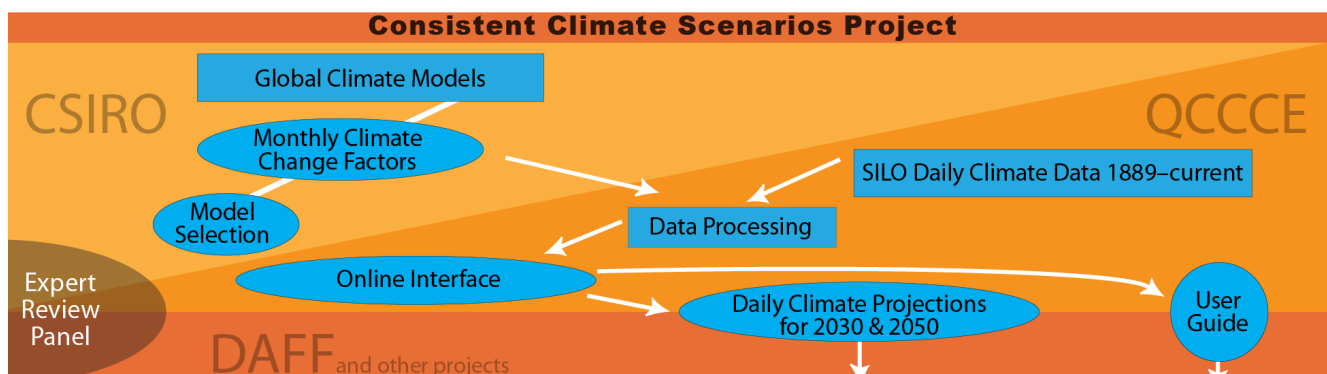 Consistent Climate Scenarios Project
Global Climate Models
CSIRO
QCCCE
Monthly Climate
Change Factors
SILO Daily Climate Data 1889–current
Model
Selection
Data Processing
Expert
Review
Panel
Online Interface
Daily Climate Projections
for 2030 & 2050
User
Guide
DAFF and other projects